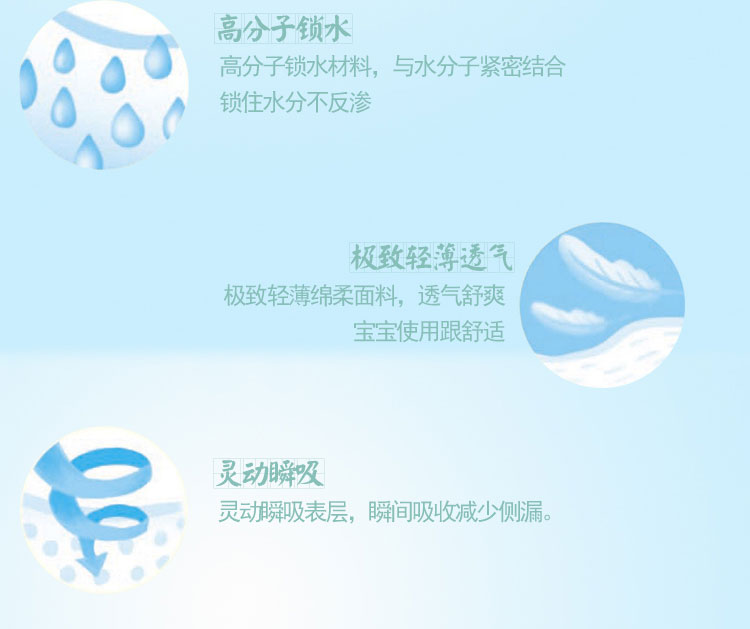 高分子锁水
高分子锁水材料，与水分子紧密结合
锁住水分不反渗
极致轻薄透气
极致轻薄绵柔面料，透气舒爽
宝宝使用跟舒适
灵动瞬吸
灵动瞬吸表层，瞬间吸收减少侧漏。